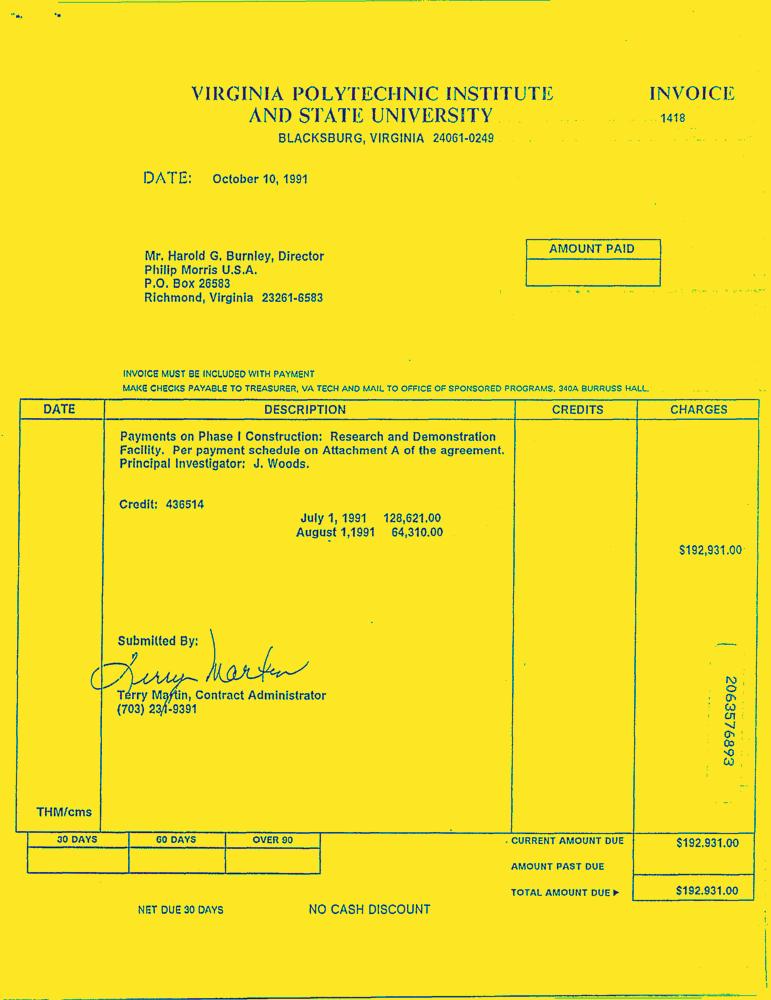 VIRGINIA POLYTECHNIC INSTITUTE
AND STATE UNIVERSITY
BLACKSBURG, VIRGINIA 24061-0249
INVOICE
1418
DATE: October 10, 1991
Mr. Harold G. Burnley, Director
Philip Morris U.S.A.
P.O. Box 26583
Richmond, Virginia 23261-6583
AMOUNT PAID
INVOICE MUST BE INCLUDED WITH PAYMENT
MAKE CHECKS PAYABLE TO TREASURER, VA TECH AND MAIL TO OFFICE OF SPONSORED PROGRAMS, 340A BURRUSS HALL.
DATE DESCRIPTION CREDITS CHARGES
Payments on Phase I Construction: Research and Demonstration
Facility. Per payment schedule on Attachment A of the agreement.
Principal Investigator: J. Woods.
Credit: 436514
July 1, 1991 128,621.00
August 1,1991 64,310.00
$192,931.00
Submitted By:
Terry Martin
Terry Martin, Contract Administrator
(703) 231-9391
2063576893
THM/cms
30 DAYS 60 DAYS OVER 90
CURRENT AMOUNT DUE $192.931.00
AMOUNT PAST DUE
TOTAL AMOUNT DUE ▶ $192.931.00
NET DUE 30 DAYS NO CASH DISCOUNT